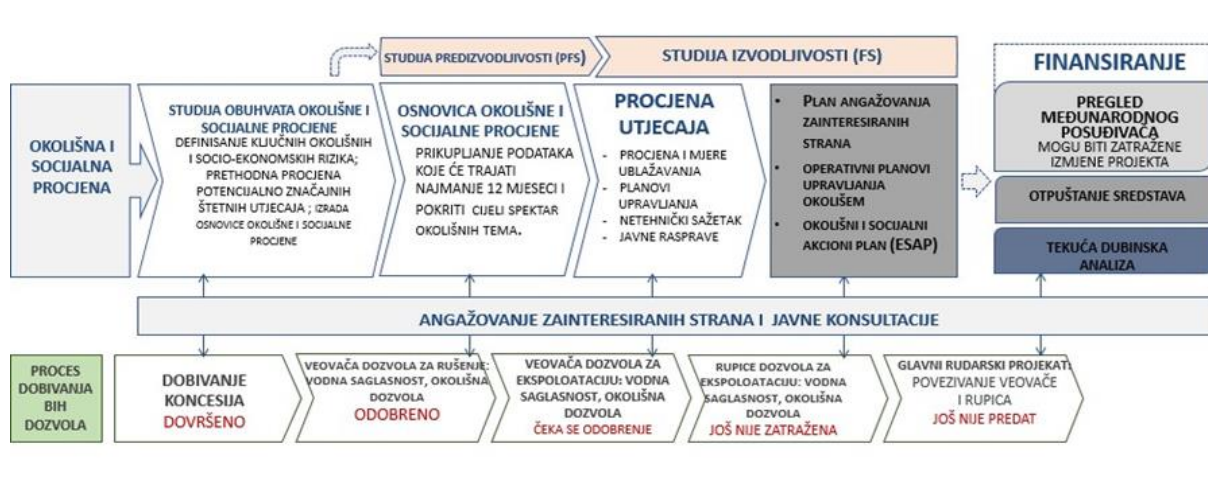 STUDIJA PREDIZVODLJIVOSTI (PFS)
STUDIJA IZVODLJIVOSTI (FS)
OKOLIŠNA I
SOCIJALNA
PROCJENA
STUDIJA OBUHVATA OKOLIŠNE I
SOCIJALNE PROCJENE
DEFINISANJE KLJUČNIH OKOLIŠNIH
I SOCIO-EKONOMSKIH RIZIKA;
PRETHODNA PROCJENA
POTENCIJALNO ZNAČAJNIH
ŠTETNIH UTJECAJA ; IZRADA
OSNOVICE OKOLIŠNE I SOCIJALNE
PROCJENE
OSNOVICA OKOLIŠNE I
SOCIJALNE PROCJENE
PRIKUPLJANJE PODATAKA
KOJE ĆE TRAJATI
NAJMANJE 12 MJESECI I
POKRITI CIJELI SPEKTAR
OKOLIŠNIH TEMA.
PROCJENA
UTJECAJA
- PROCJENA I MJERE
UBLAŽAVANJA
- PLANOVI
UPRAVLJANJA
- NETEHNIČKI SAŽETAK
- JAVNE RASPRAVE
• PLAN ANGAŽOVANJA
ZAINTERESIRANIH
STRANA
• OPERATIVNI PLANOVI
UPRAVLJANJA
OKOLIŠEM
• OKOLIŠNI I SOCIJALNI
AKCIONI PLAN (ESAP)
FINANSIRANJE
PREGLED
MEĐUNARODNOG
POSUĐIVAČA
MOGU BITI ZATRAŽENE
IZMJENE PROJEKTA
OTPUŠTANJE SREDSTAVA
TEKUĆA DUBINSKA
ANALIZA
ANGAŽOVANJE ZAINTERESIRANIH STRANA I JAVNE KONSULTACIJE
PROCES
DOBIVANJA
BIH
DOZVOLA
DOBIVANJE
KONCESIJA
DOVRŠENO
VEOVAČA DOZVOLA ZA RUŠENJE:
VODNA SAGLASNOST, OKOLIŠNA
DOZVOLA
ODOBRENO
VEOVAČA DOZVOLA ZA
EKSPOLOATACIJU: VODNA
SAGLASNOST, OKOLIŠNA
DOZVOLA
ČEKA SE ODOBRENJE
RUPICE DOZVOLA ZA
EKSPOLOATACIJU: VODNA
SAGLASNOST, OKOLIŠNA
DOZVOLA
JOŠ NIJE ZATRAŽENA
GLAVNI RUDARSKI PROJEKAT:
POVEZIVANJE VEOVAČE
I RUPICA
JOŠ NIJE PREDAT